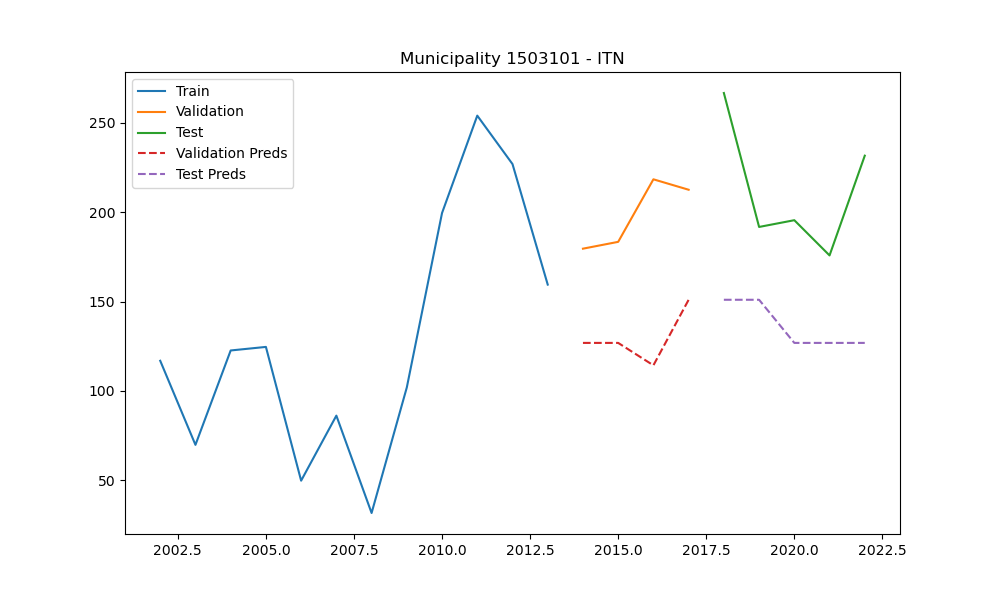 Municipality 1503101 - ITN
Train
Validation
Test
Validation Preds
Test Preds
250
200
150
100
50
2002.5 2005.0 2007.5 2010.0 2012.5 2015.0 2017.5 2020.0 2022.5